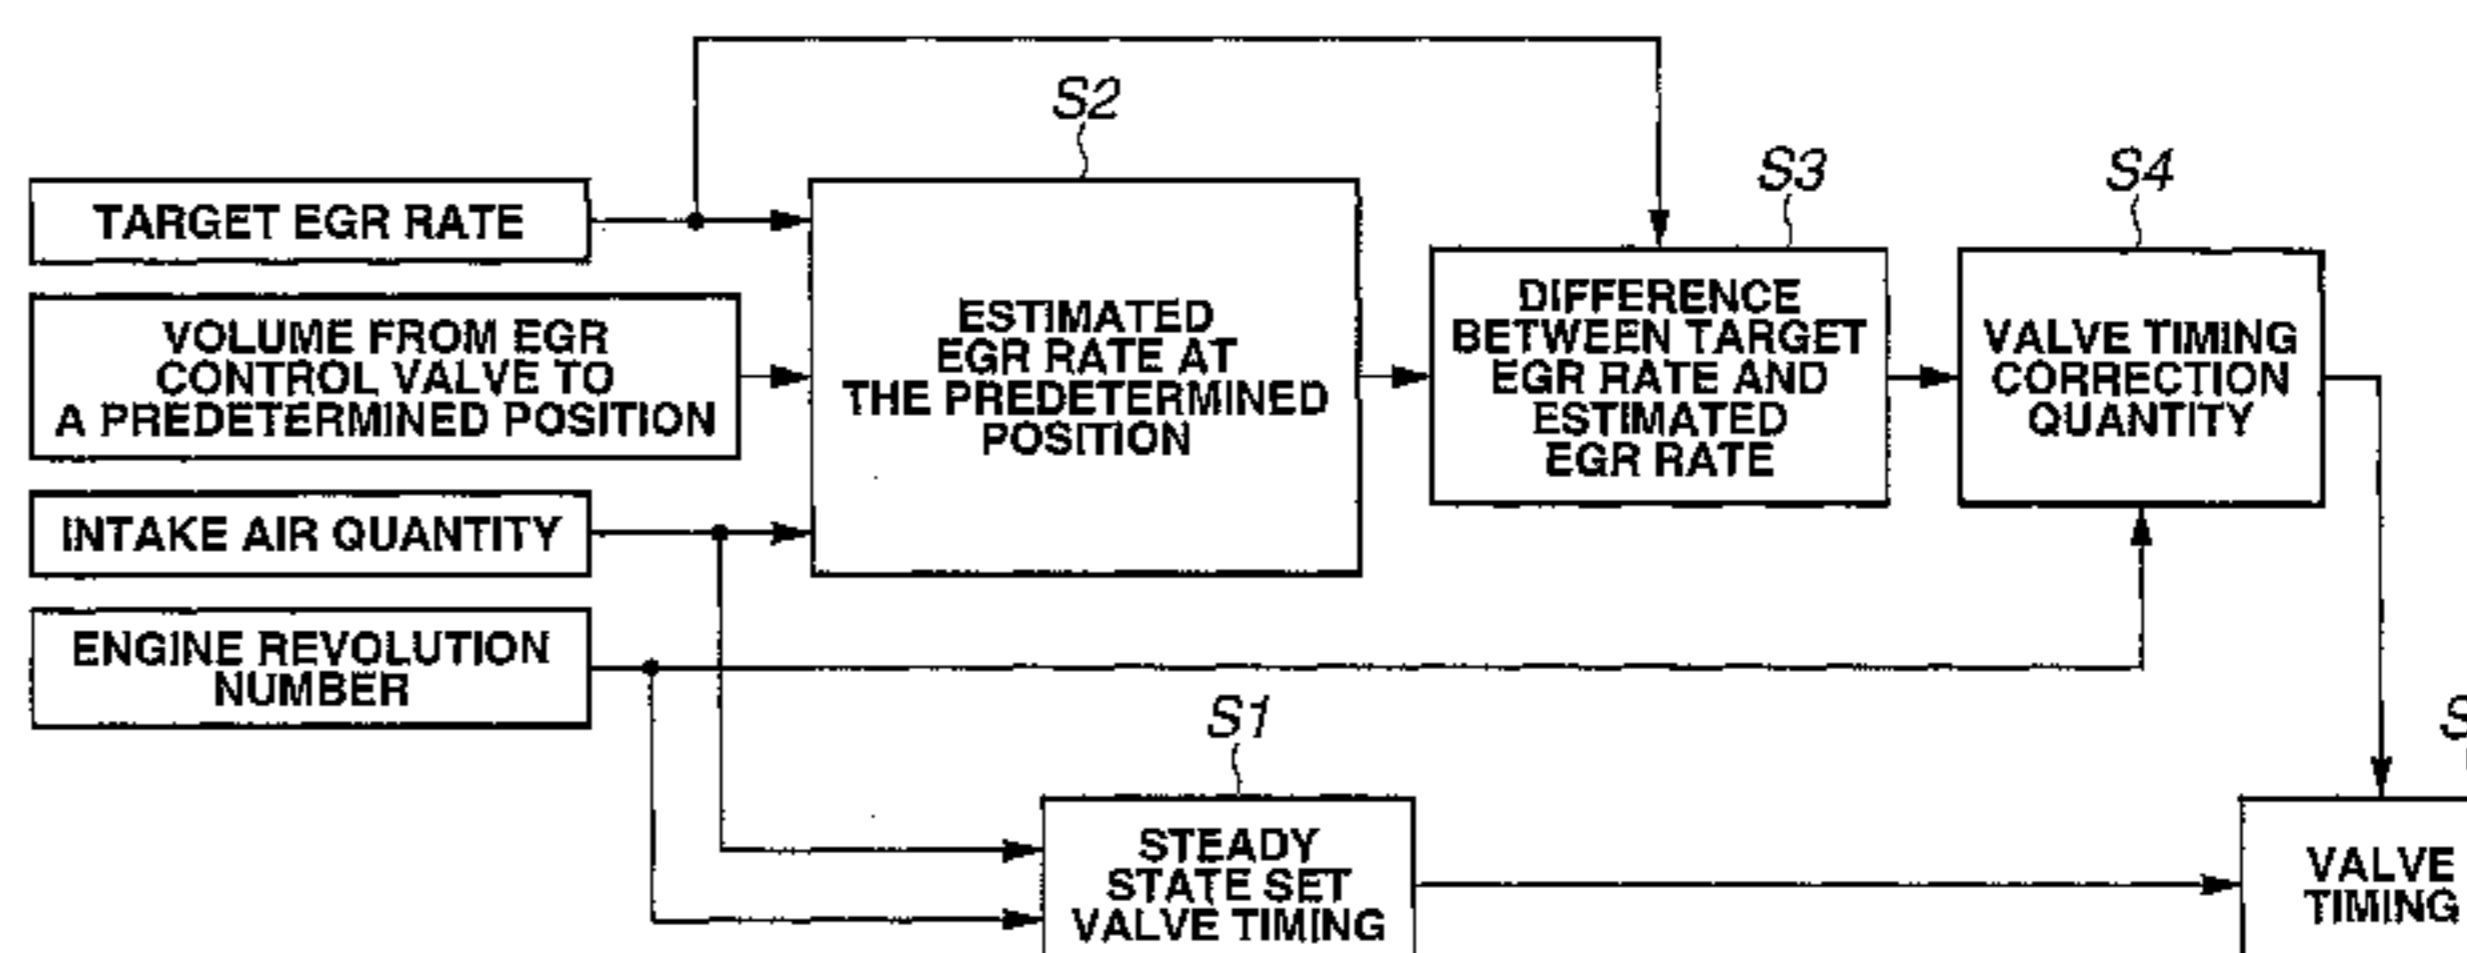 S2
S3
S4
TARGET EGR RATE
VOLUME FROM EGR
CONTROL VALVE TO
A PREDETERMINED POSITION
INTAKE AIR QUANTITY
ENGINE REVOLUTION
NUMBER
ESTIMATED
EGR RATE AT
THE PREDETERMINED
POSITION
DIFFERENCE
BETWEEN TARGET
EGR RATE AND
ESTIMATED
EGR RATE
VALVE TIMING
CORRECTION
QUANTITY
S1
STEADY
STATE SET
VALVE TIMING
VALVE
TIMING